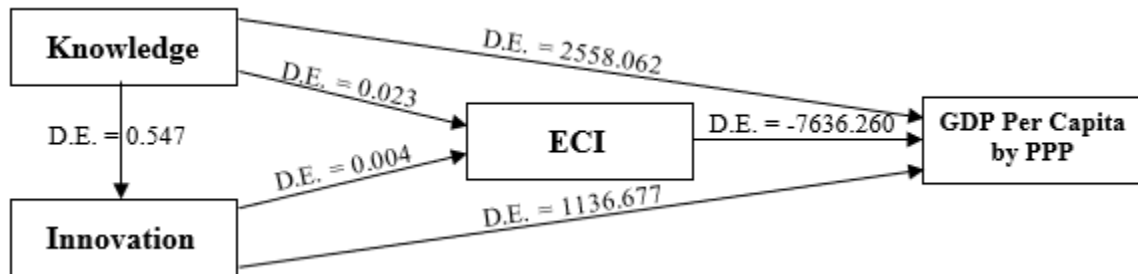 Knowledge
D.E. = 2558.062
D.E. = 0.023
D.E. = 0.547
ECI
D.E. = -7636.260
GDP Per Capita
by PPP
D.E. = 0.004
Innovation
D.E. = 1136.677